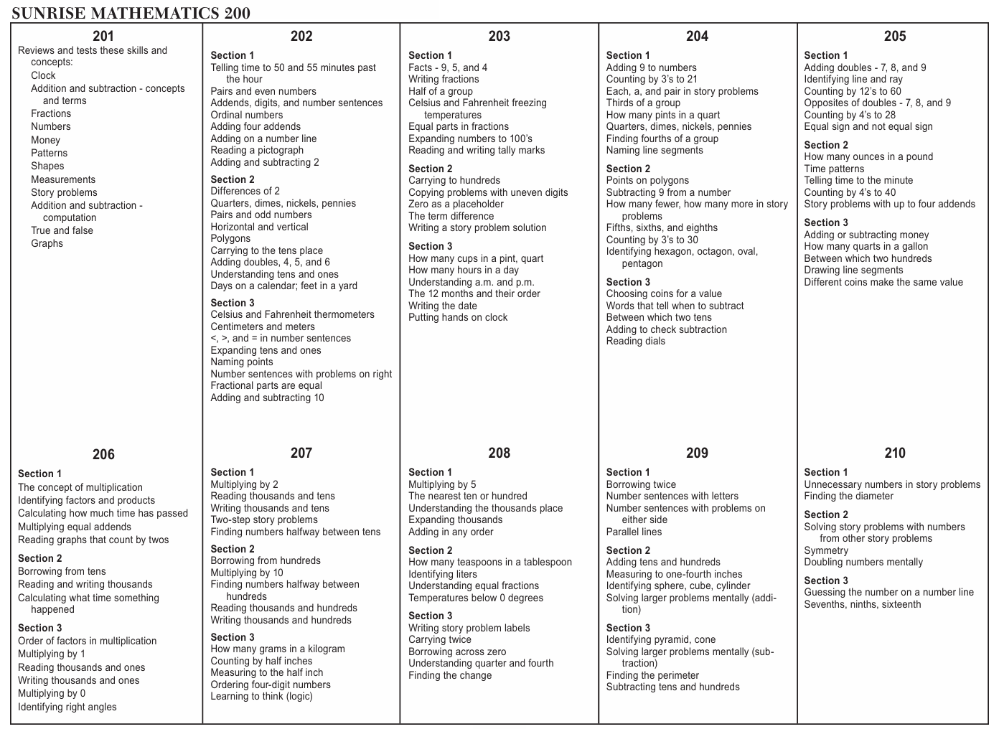 SUNRISE MATHEMATICS 200
201
Reviews and tests these skills and
concepts:
Clock
Addition and subtraction - concepts
and terms
Fractions
Numbers
Money
Patterns
Shapes
Measurements
Story problems
Addition and subtraction -
computation
True and false
Graphs
202
Section 1
Telling time to 50 and 55 minutes past
the hour
Pairs and even numbers
Addends, digits, and number sentences
Ordinal numbers
Adding four addends
Adding on a number line
Reading a pictograph
Adding and subtracting 2
Section 2
Differences of 2
Quarters, dimes, nickels, pennies
Pairs and odd numbers
Horizontal and vertical
Polygons
Carrying to the tens place
Adding doubles, 4, 5, and 6
Understanding tens and ones
Days on a calendar; feet in a yard
Section 3
Celsius and Fahrenheit thermometers
Centimeters and meters
<, >, and = in number sentences
Expanding tens and ones
Naming points
Number sentences with problems on right
Fractional parts are equal
Adding and subtracting 10
203
Section 1
Facts - 9, 5, and 4
Writing fractions
Half of a group
Celsius and Fahrenheit freezing
temperatures
Equal parts in fractions
Expanding numbers to 100's
Reading and writing tally marks
Section 2
Carrying to hundreds
Copying problems with uneven digits
Zero as a placeholder
The term difference
Writing a story problem solution
Section 3
How many cups in a pint, quart
How many hours in a day
Understanding a.m. and p.m.
The 12 months and their order
Writing the date
Putting hands on clock
204
Section 1
Adding 9 to numbers
Counting by 3's to 21
Each, a, and pair in story problems
Thirds of a group
How many pints in a quart
Quarters, dimes, nickels, pennies
Finding fourths of a group
Naming line segments
Section 2
Points on polygons
Subtracting 9 from a number
How many fewer, how many more in story
problems
Fifths, sixths, and eighths
Counting by 3's to 30
Identifying hexagon, octagon, oval,
pentagon
Section 3
Choosing coins for a value
Words that tell when to subtract
Between which two tens
Adding to check subtraction
Reading dials
205
Section 1
Adding doubles - 7, 8, and 9
Identifying line and ray
Counting by 12's to 60
Opposites of doubles - 7, 8, and 9
Counting by 4's to 28
Equal sign and not equal sign
Section 2
How many ounces in a pound
Time patterns
Telling time to the minute
Counting by 4's to 40
Story problems with up to four addends
Section 3
Adding or subtracting money
How many quarts in a gallon
Between which two hundreds
Drawing line segments
Different coins make the same value
206
Section 1
The concept of multiplication
Identifying factors and products
Calculating how much time has passed
Multiplying equal addends
Reading graphs that count by twos
Section 2
Borrowing from tens
Reading and writing thousands
Calculating what time something
happened
Section 3
Order of factors in multiplication
Multiplying by 1
Reading thousands and ones
Writing thousands and ones
Multiplying by 0
Identifying right angles
207
Section 1
Multiplying by 2
Reading thousands and tens
Writing thousands and tens
Two-step story problems
Finding numbers halfway between tens
Section 2
Borrowing from hundreds
Multiplying by 10
Finding numbers halfway between
hundreds
Reading thousands and hundreds
Writing thousands and hundreds
Section 3
How many grams in a kilogram
Counting by half inches
Measuring to the half inch
Ordering four-digit numbers
Learning to think (logic)
208
Section 1
Multiplying by 5
The nearest ten or hundred
Understanding the thousands place
Expanding thousands
Adding in any order
Section 2
How many teaspoons in a tablespoon
Identifying liters
Understanding equal fractions
Temperatures below 0 degrees
Section 3
Writing story problem labels
Carrying twice
Borrowing across zero
Understanding quarter and fourth
Finding the change
209
Section 1
Borrowing twice
Number sentences with letters
Number sentences with problems on
either side
Parallel lines
Section 2
Adding tens and hundreds
Measuring to one-fourth inches
Identifying sphere, cube, cylinder
Solving larger problems mentally (addi-
tion)
Section 3
Identifying pyramid, cone
Solving larger problems mentally (sub-
traction)
Finding the perimeter
Subtracting tens and hundreds
210
Section 1
Unnecessary numbers in story problems
Finding the diameter
Section 2
Solving story problems with numbers
from other story problems
Symmetry
Doubling numbers mentally
Section 3
Guessing the number on a number line
Sevenths, ninths, sixteenth